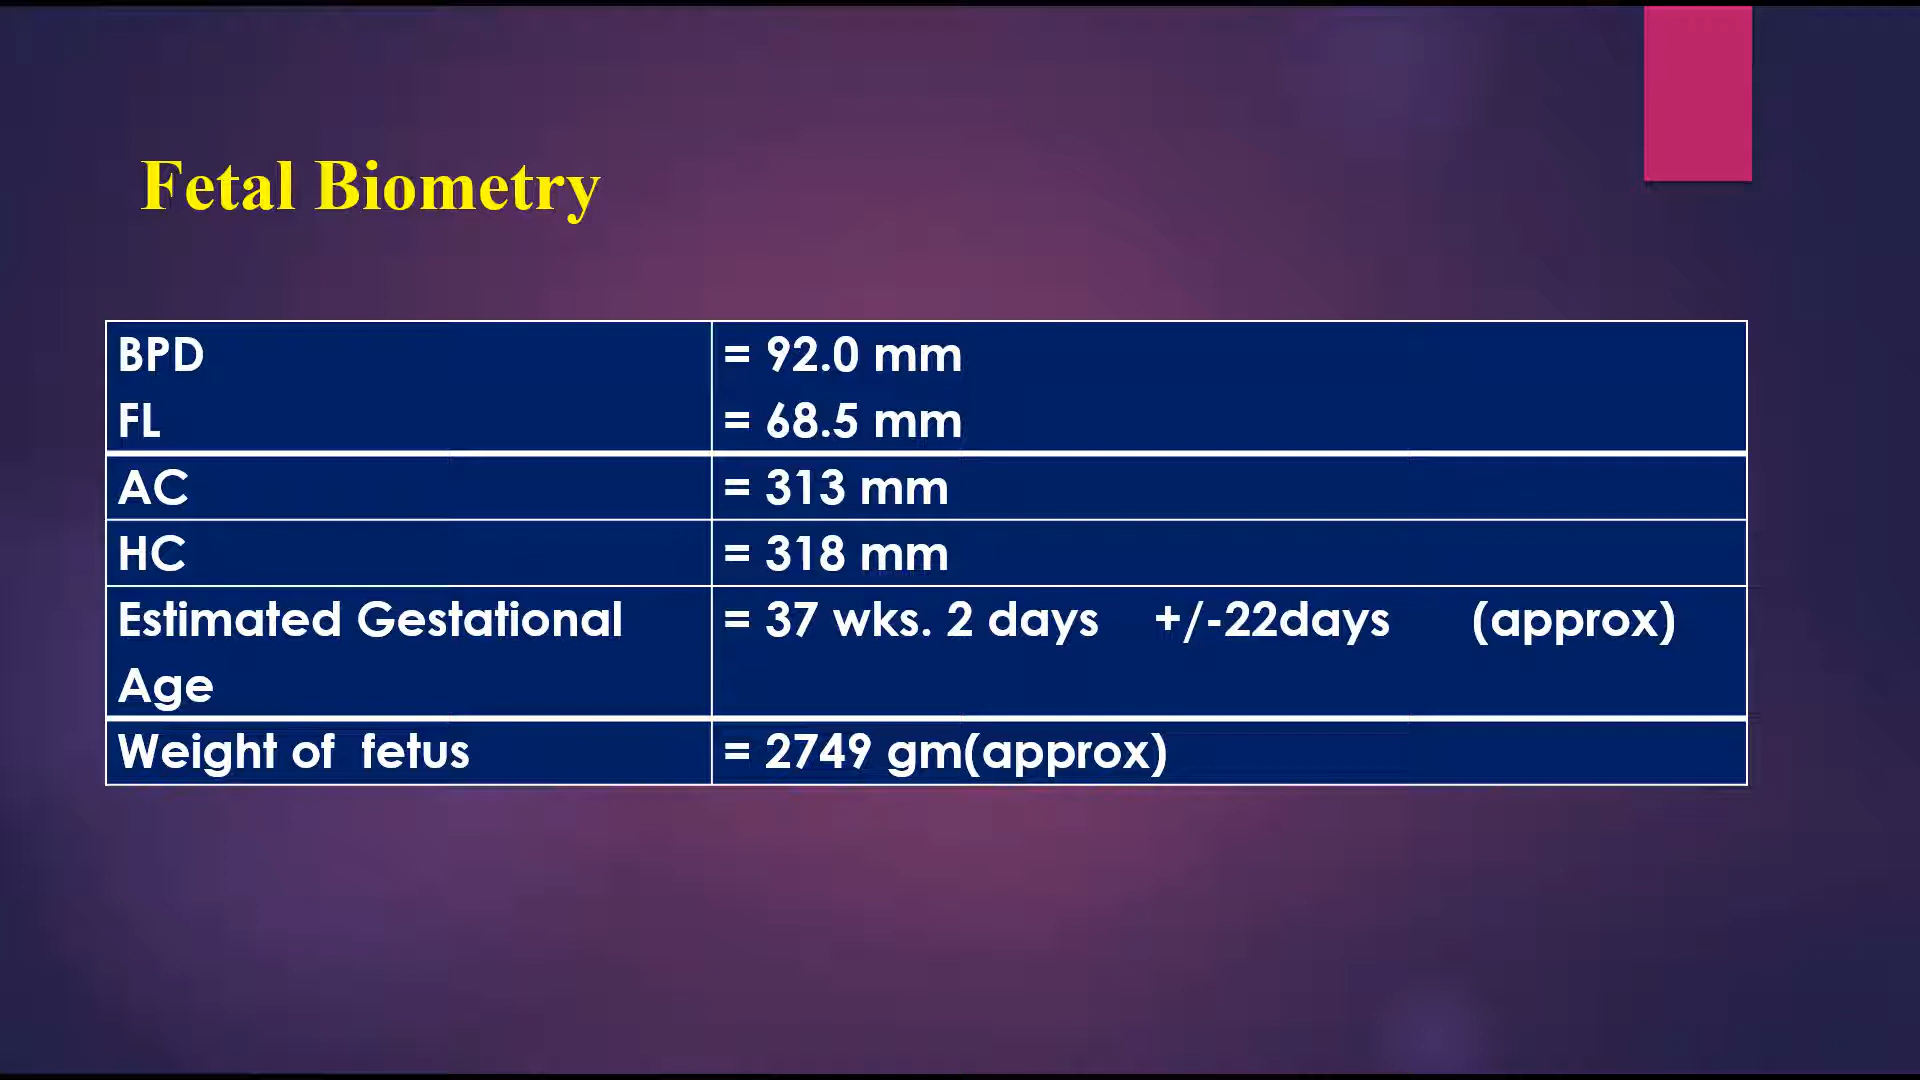 Fetal Biometry
BPD = 92.0 mm
FL = 68.5 mm
AC = 313 mm
HC = 318 mm
Estimated Gestational = 37 wks. 2 days +/-22days (approx)
Age
Weight of fetus = 2749 gm(approx)